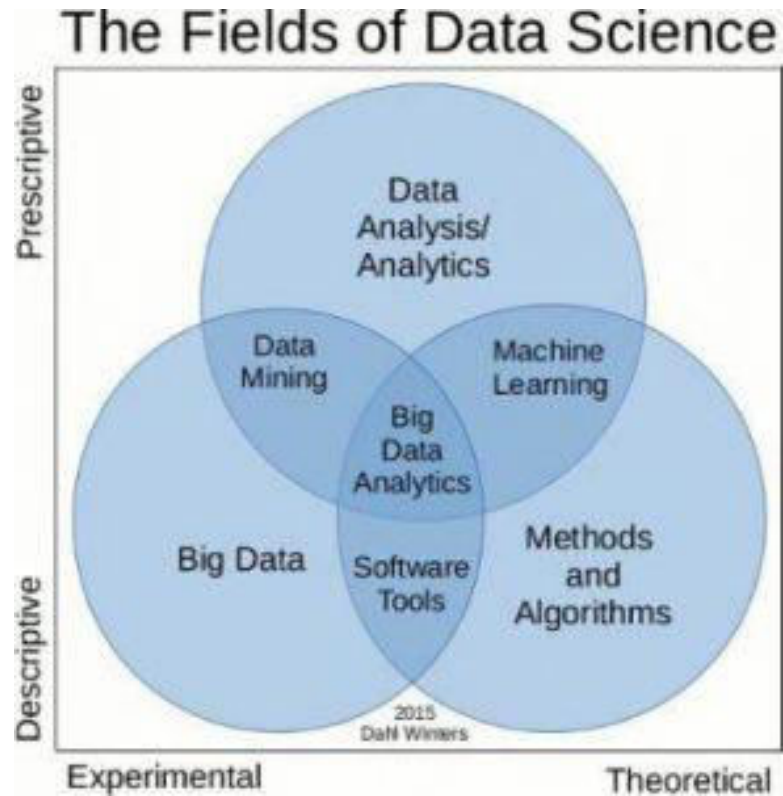 The Fields of Data Science
Prescriptive
Data
Analysis/
Analytics
Data
Mining
Machine
Learning
Big
Data
Analytics
Big Data
Software
Tools
Methods
and
Algorithms
Descriptive
2015
Dahl Winters
Experimental
Theoretical